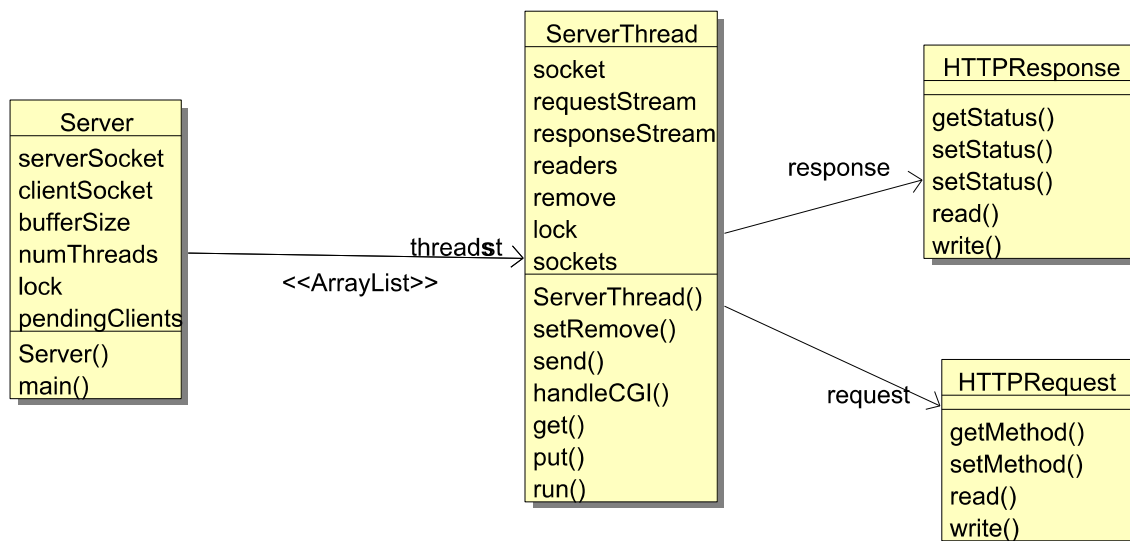 Server
serverSocket
clientSocket
bufferSize
numThreads
lock
pendingClients
Server()
main()
<<ArrayList>>
ServerThread
socket
requestStream
responseStream
readers
remove
lock
sockets
ServerThread()
setRemove()
send()
handleCGI()
get()
put()
run()
response
request
HTTPResponse
getStatus()
setStatus()
setStatus()
read()
write()
HTTPRequest
getMethod()
setMethod()
read()
write()